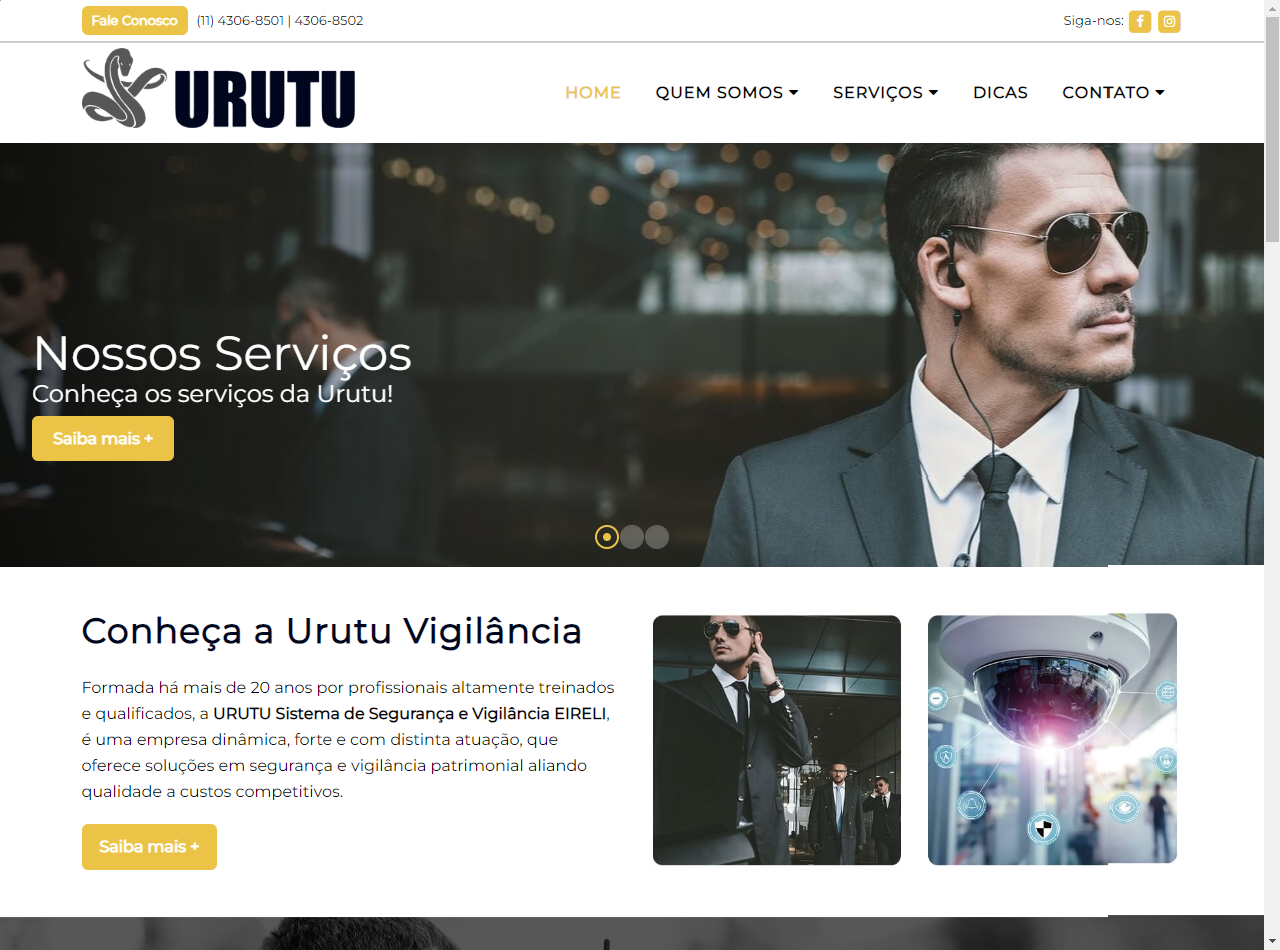 Fale Conosco (11) 4306-8501 | 4306-8502 Siga-nos:
URUTU
HOME QUEM SOMOS SERVIÇOS DICAS CONTATO
Nossos Serviços
Conheça os serviços da Urutu!
Saiba mais +
Conheça a Urutu Vigilância
Formada há mais de 20 anos por profissionais altamente treinados
e qualificados, a URUTU Sistema de Segurança e Vigilância EIRELI,
é uma empresa dinâmica, forte e com distinta atuação, que
oferece soluções em segurança e vigilância patrimonial aliando
qualidade a custos competitivos.
Saiba mais +